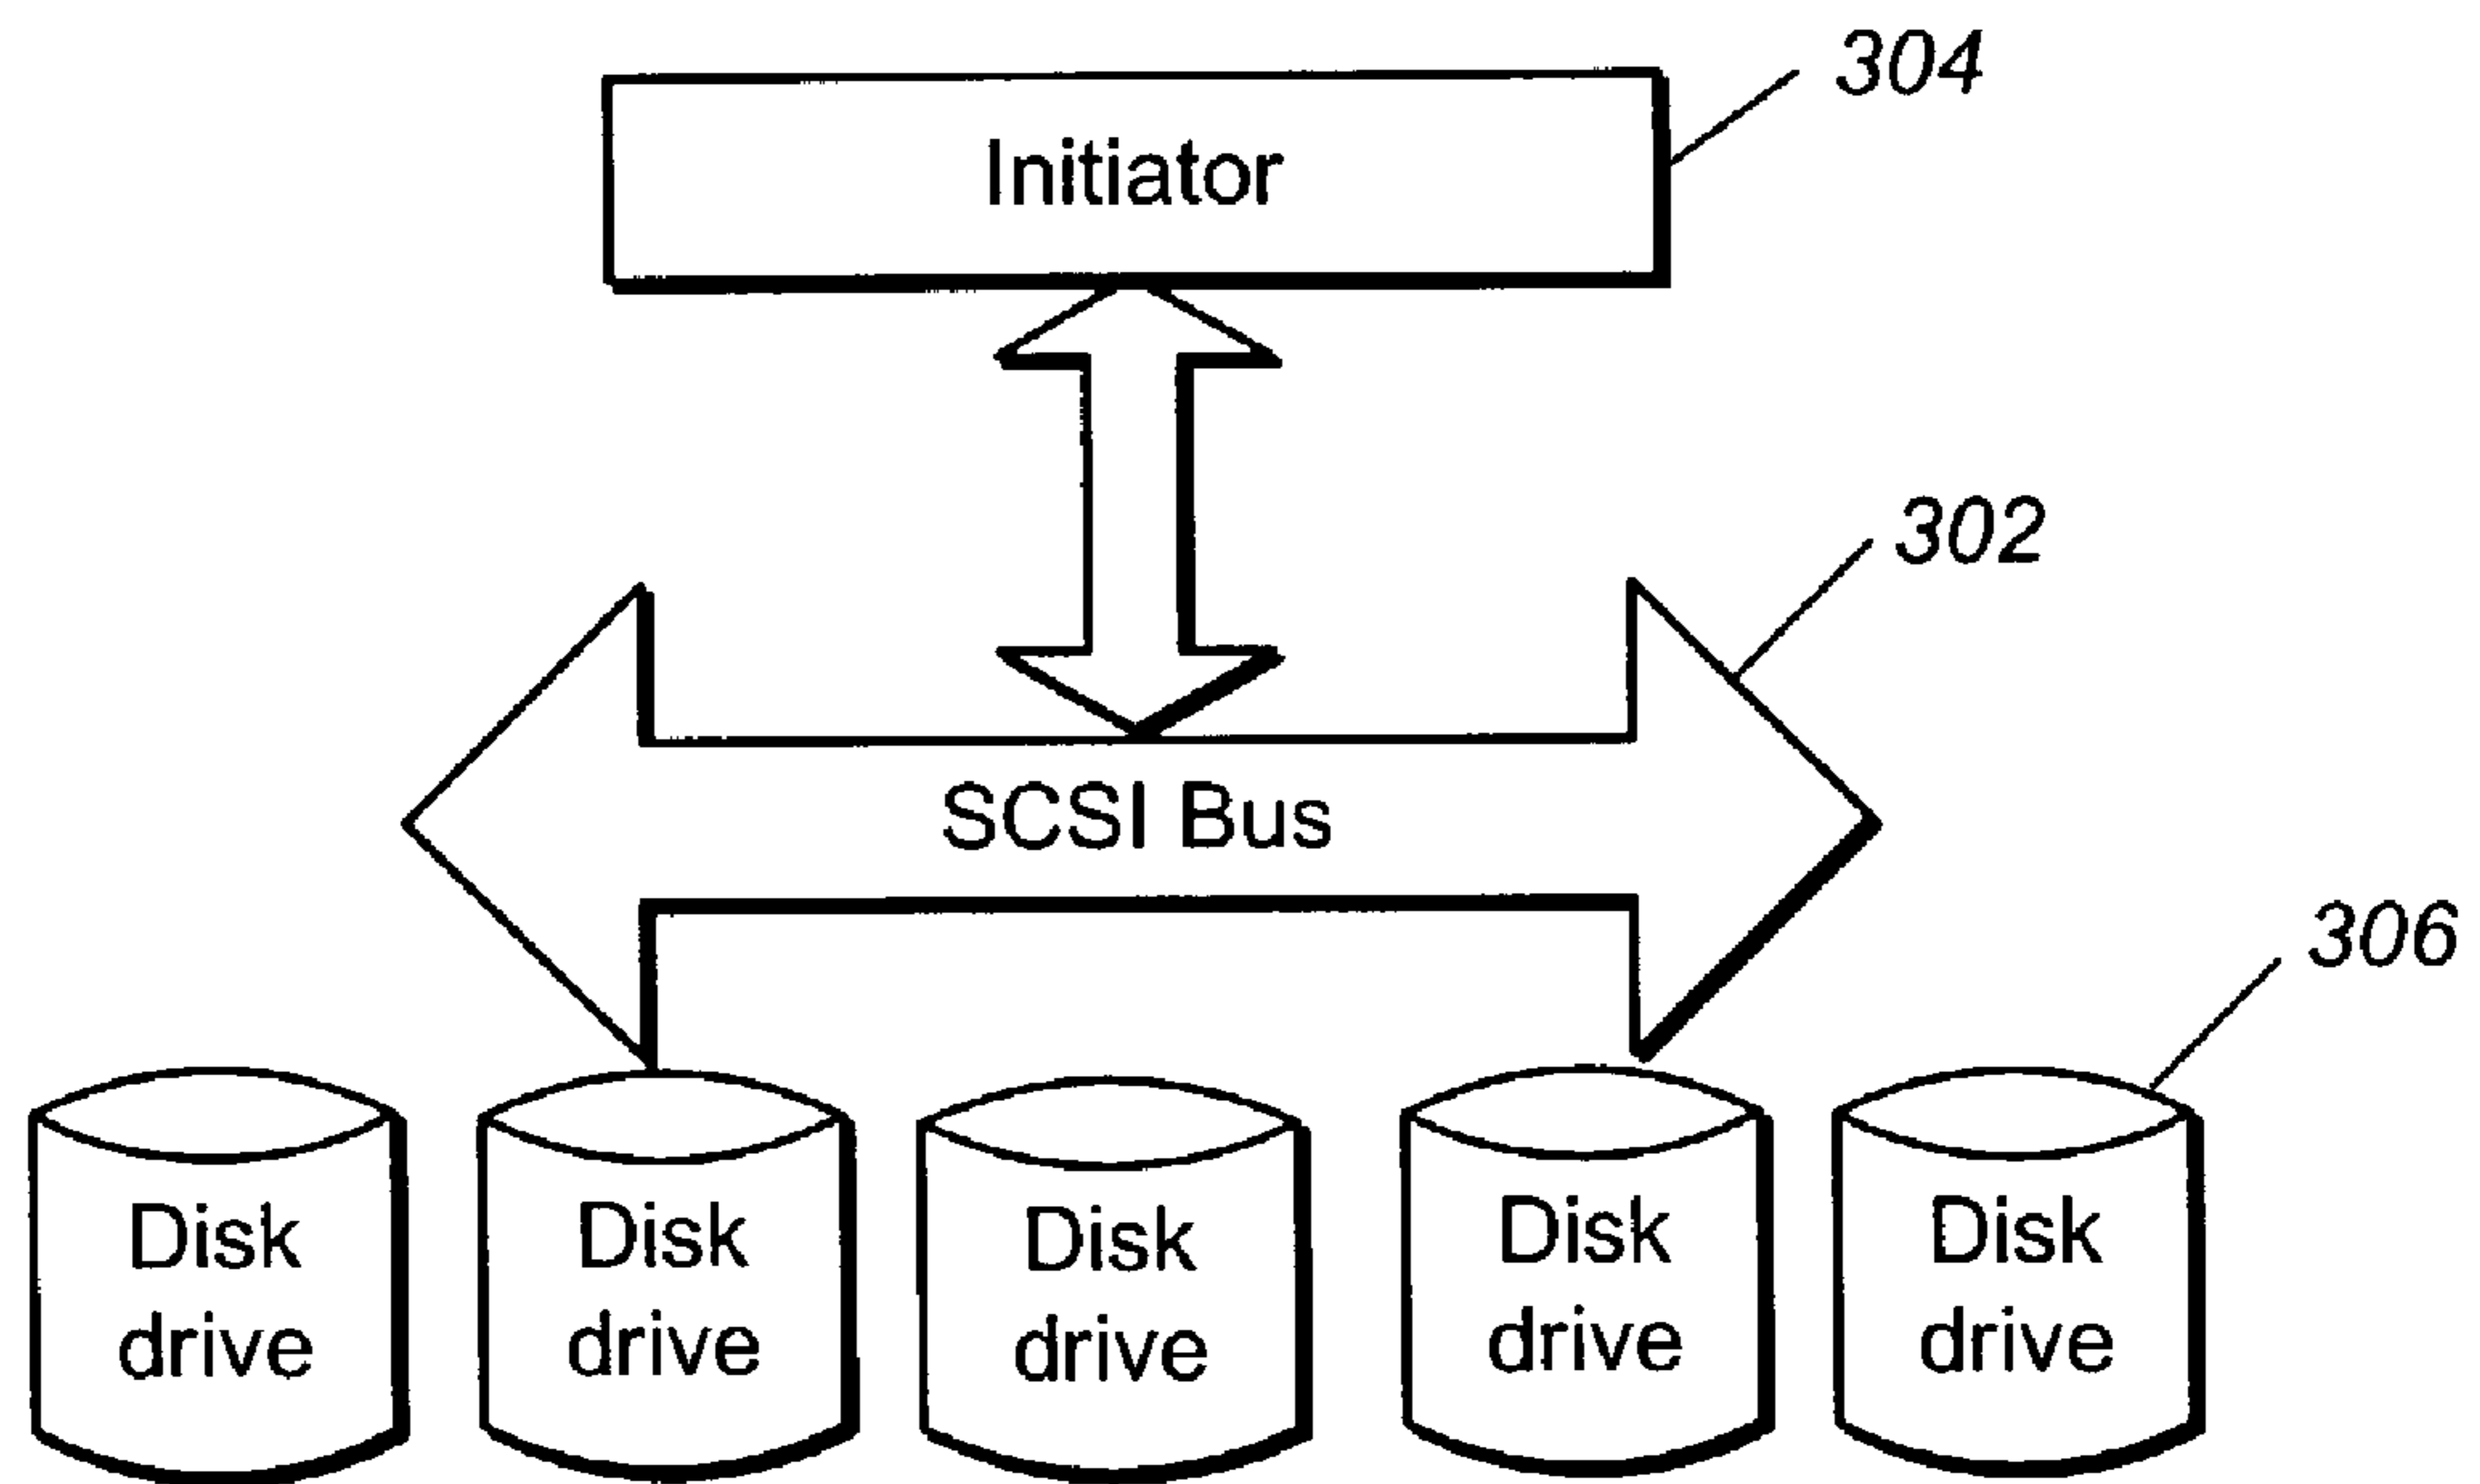 304
Initiator
302
SCSI Bus
306
Disk
drive
Disk
drive
Disk
drive
Disk
drive
Disk
drive